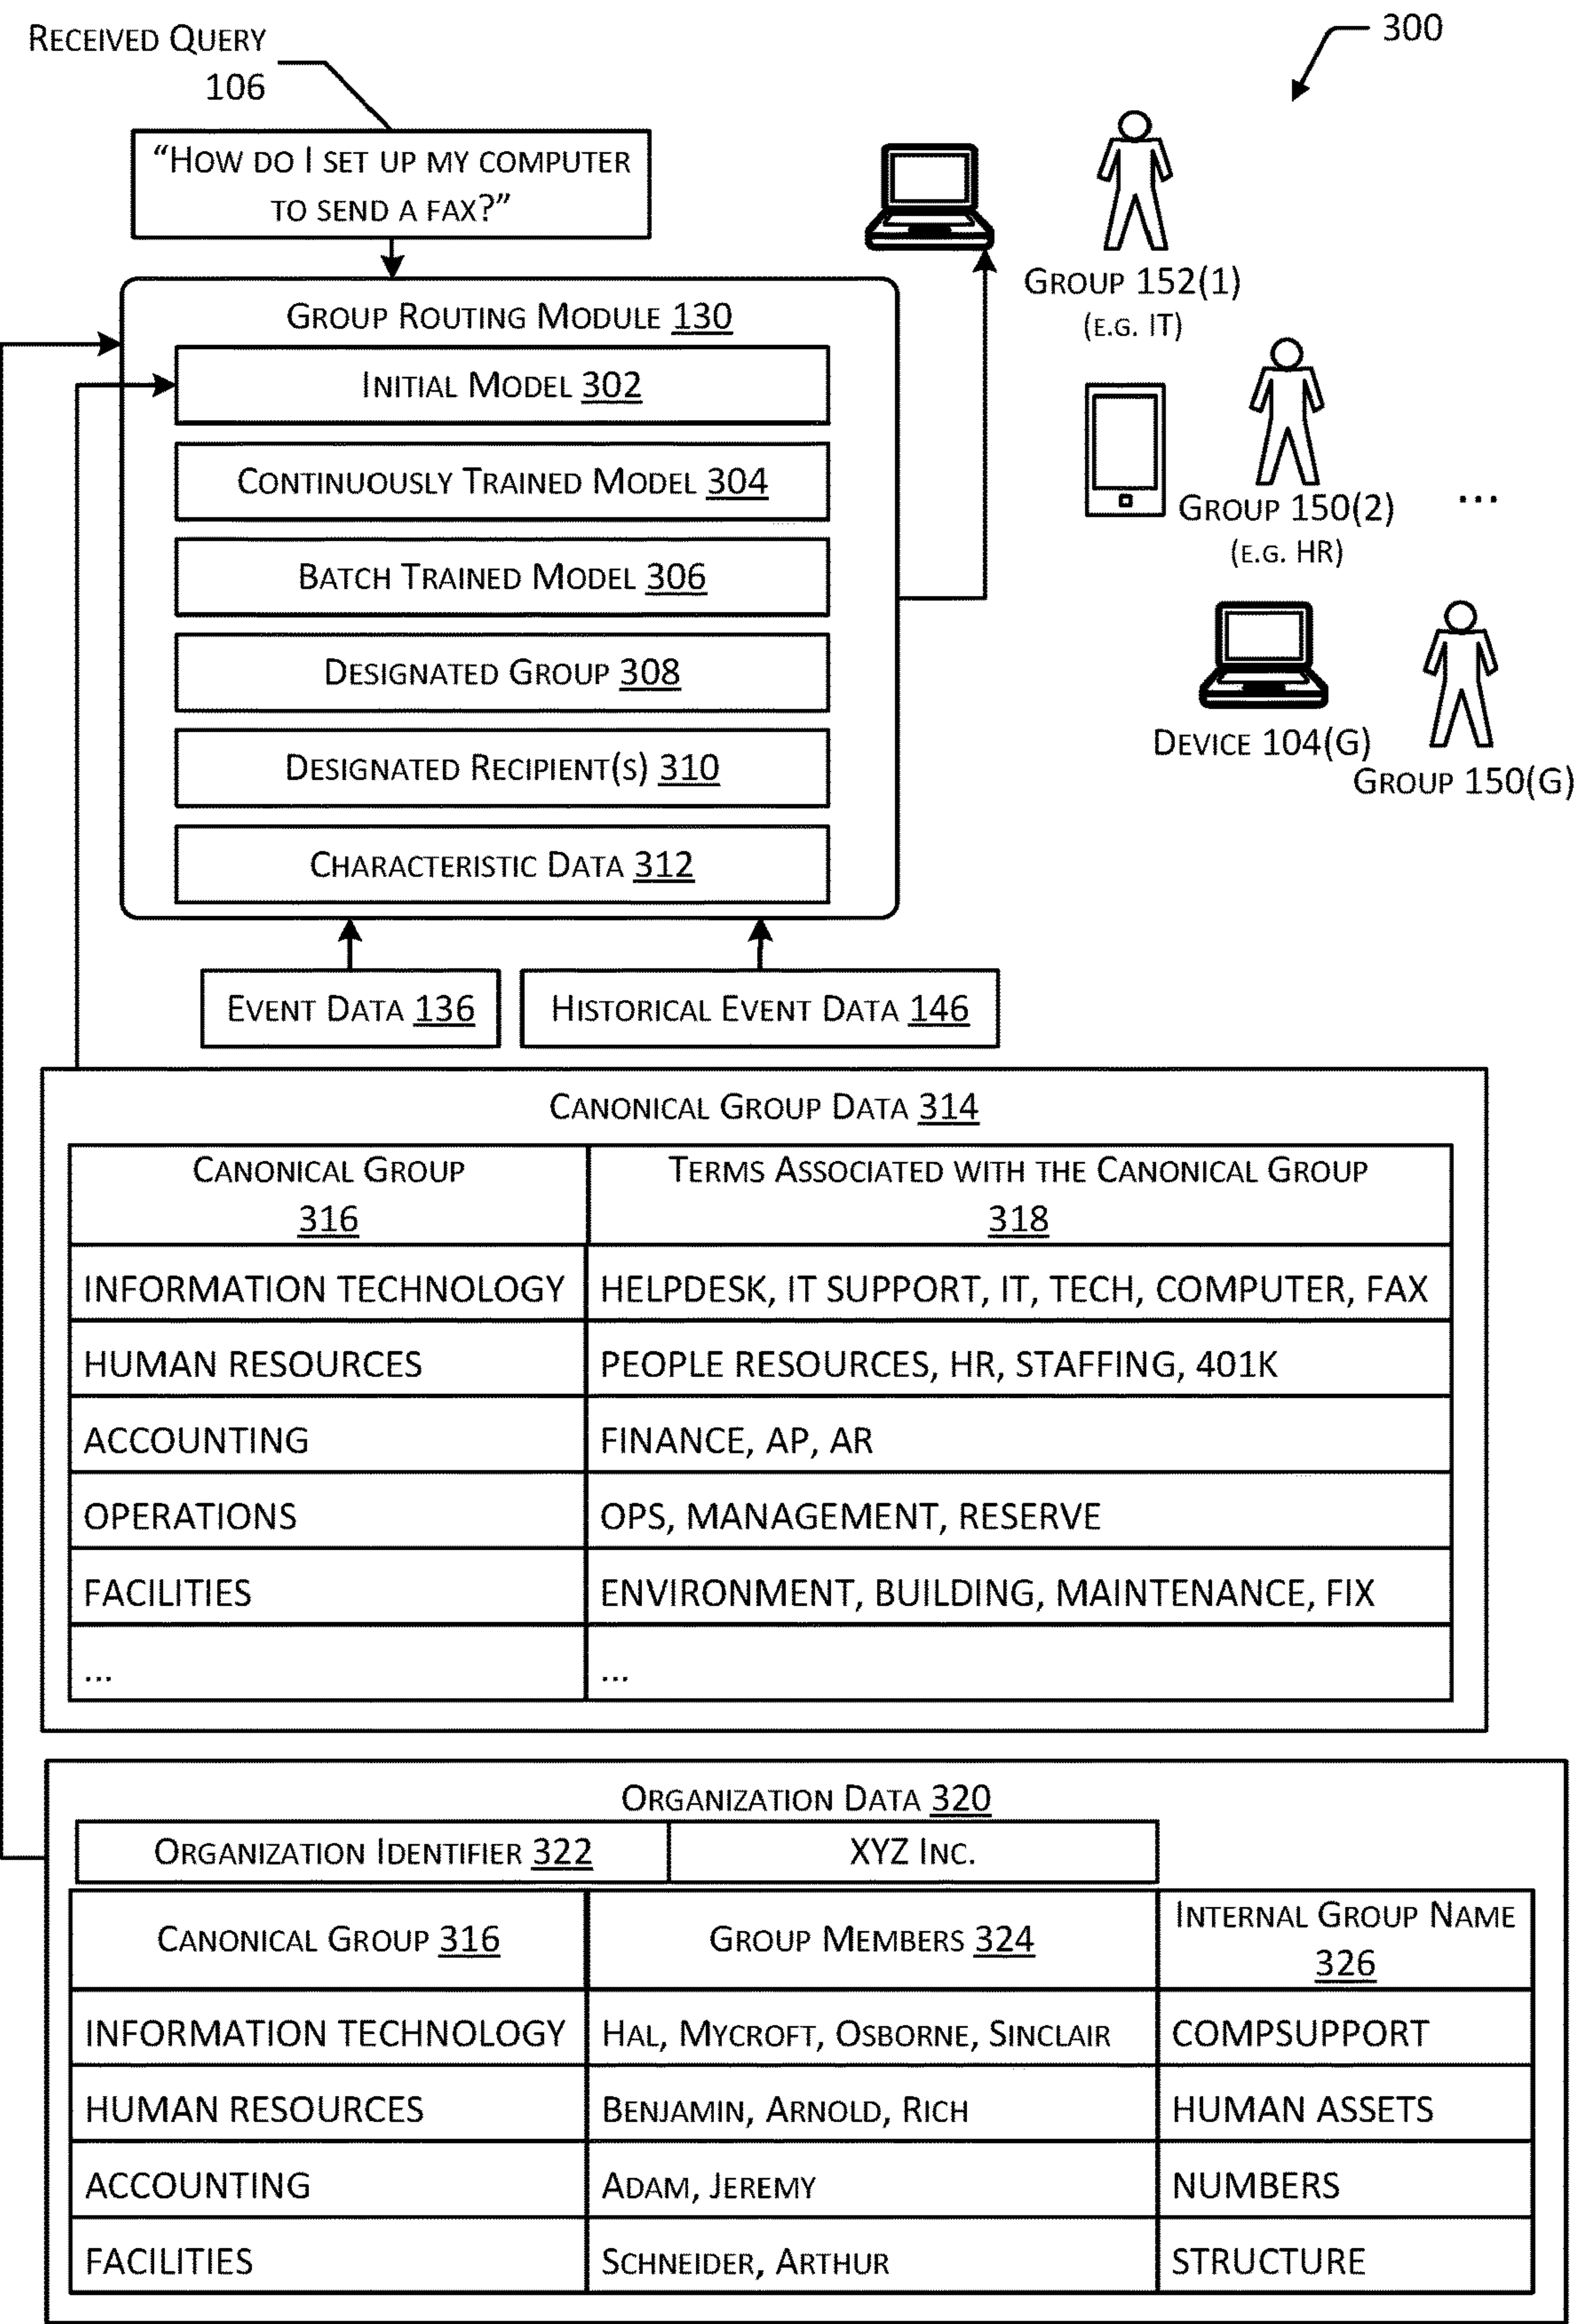 300
RECEIVED QUERY
106
“HOW DO I SET UP MY COMPUTER
TO SEND A FAX?”
GROUP ROUTING MODULE 130
INITIAL MODEL 302
CONTINUOUSLY TRAINED MODEL 304
BATCH TRAINED MODEL 306
DESIGNATED GROUP 308
DESIGNATED RECIPIENT(S) 310
CHARACTERISTIC DATA 312
GROUP 152(1)
(E.G. IT)
GROUP 150(2)
(E.G. HR)
...
DEVICE 104(G)
GROUP 150(G)
EVENT DATA 136
HISTORICAL EVENT DATA 146
CANONICAL GROUP DATA 314
CANONICAL GROUP
316
TERMS ASSOCIATED WITH THE CANONICAL GROUP
318
INFORMATION TECHNOLOGY
HELPDESK, IT SUPPORT, IT, TECH, COMPUTER, FAX
HUMAN RESOURCES
PEOPLE RESOURCES, HR, STAFFING, 401K
ACCOUNTING
FINANCE, AP, AR
OPERATIONS
OPS, MANAGEMENT, RESERVE
FACILITIES
ENVIRONMENT, BUILDING, MAINTENANCE, FIX
...
...
ORGANIZATION DATA 320
ORGANIZATION IDENTIFIER 322
XYZ INC.
CANONICAL GROUP 316
GROUP MEMBERS 324
INTERNAL GROUP NAME
326
INFORMATION TECHNOLOGY
HAL, MYCROFT, OSBORNE, SINCLAIR
COMPSUPPORT
HUMAN RESOURCES
BENJAMIN, ARNOLD, RICH
HUMAN ASSETS
ACCOUNTING
ADAM, JEREMY
NUMBERS
FACILITIES
SCHNEIDER, ARTHUR
STRUCTURE